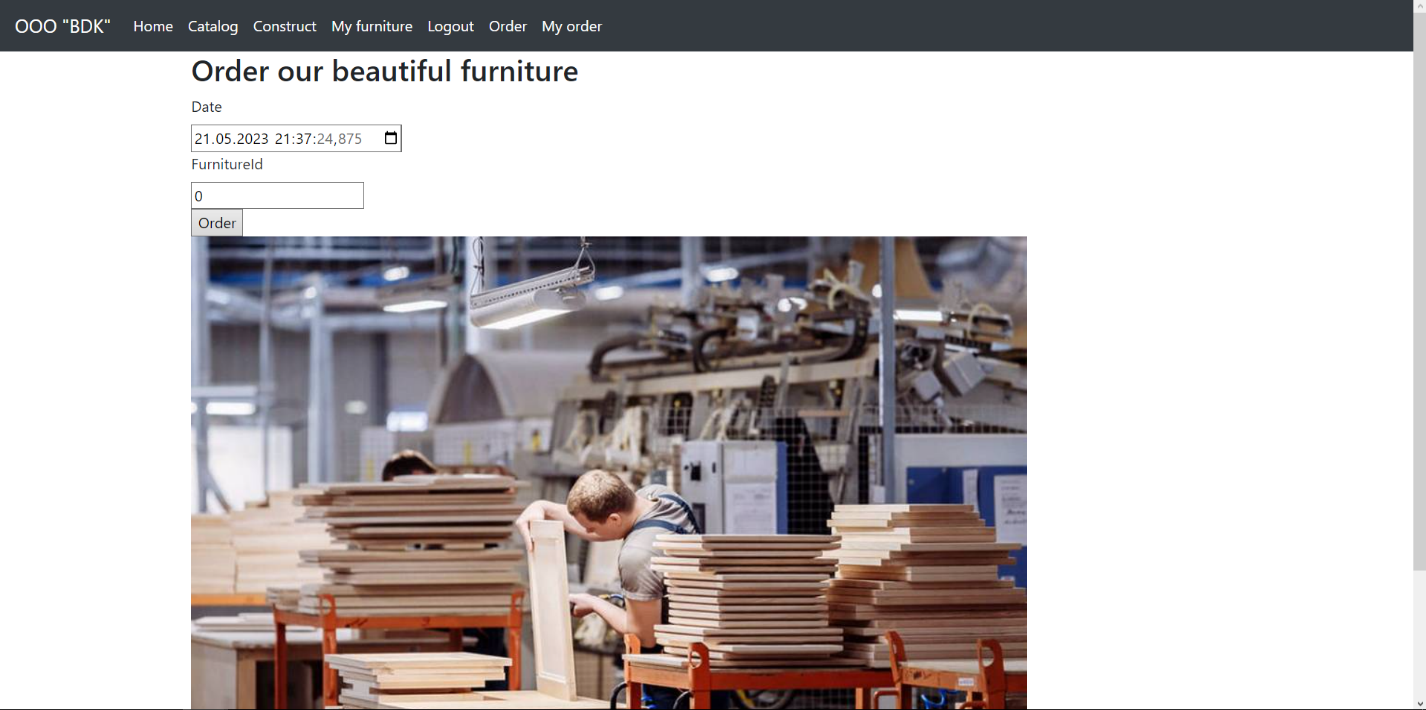 OOO "BDK" Home Catalog Construct My furniture Logout Order My order
Order our beautiful furniture
Date
21.05.2023 21:37:24,875
FurnitureId
0
Order